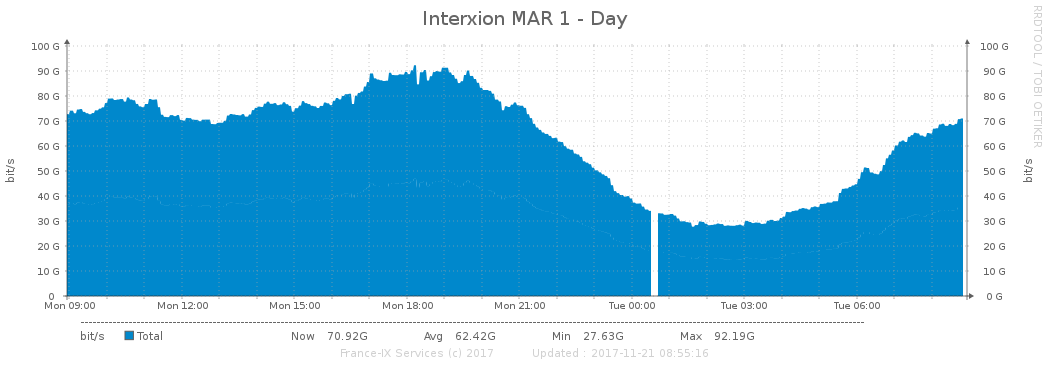 Interxion MAR 1 - Day
RRDTOOL / TOBI OETIKER
100 G 100 G
90 G 90 G
80 G 80 G
70 G 70 G
60 G 60 G
50 G 50 G
40 G 40 G
30 G 30 G
20 G 20 G
10 G 10 G
0 0 G
bit/s bit/s
Mon 09:00 Mon 12:00 Mon 15:00 Mon 18:00 Mon 21:00 Tue 00:00 Tue 03:00 Tue 06:00
bit/s Total Now 70.92G Avg 62.42G Min 27.63G Max 92.19G
France-IX Services (c) 2017 Updated : 2017-11-21 08:55:16